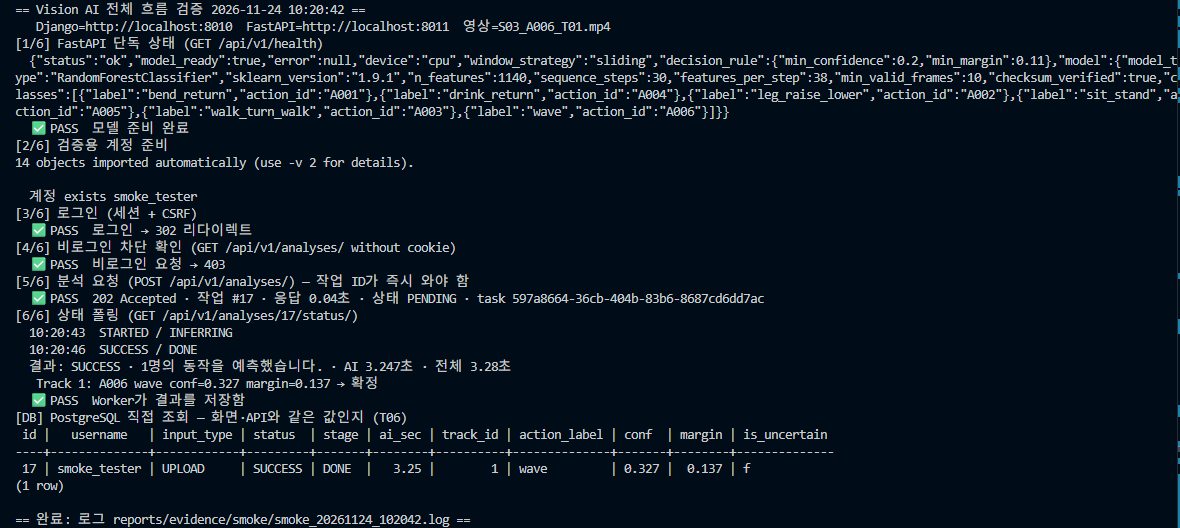 == Vision AI 전체 흐름 검증 2026-11-24 10:20:42 ==
Django=http://localhost:8010 FastAPI=http://localhost:8011 영상=S03_A006_T01.mp4
[1/6] FastAPI 단독 상태 (GET /api/v1/health)
{"status":"ok","model_ready":true,"error":null,"device":"cpu","window_strategy":"sliding","decision_rule":{"min_confidence":0.2,"min_margin":0.11},"model":{"model_t
ype":"RandomForestClassifier","sklearn_version":"1.9.1","n_features":1140,"sequence_steps":30,"features_per_step":38,"min_valid_frames":10,"checksum_verified":true,"c
lasses":[{"label":"bend_return","action_id":"A001"},{"label":"drink_return","action_id":"A004"},{"label":"leg_raise_lower","action_id":"A002"},{"label":"sit_stand","a
ction_id":"A005"},{"label":"walk_turn_walk","action_id":"A003"},{"label":"wave","action_id":"A006"}]}}
✅ PASS 모델 준비 완료
[2/6] 검증용 계정 준비
14 objects imported automatically (use -v 2 for details).
계정 exists smoke_tester
[3/6] 로그인 (세션 + CSRF)
✅ PASS 로그인 → 302 리다이렉트
[4/6] 비로그인 차단 확인 (GET /api/v1/analyses/ without cookie)
✅ PASS 비로그인 요청 → 403
[5/6] 분석 요청 (POST /api/v1/analyses/) — 작업 ID가 즉시 와야 함
✅ PASS 202 Accepted · 작업 #17 · 응답 0.04초 · 상태 PENDING · task 597a8664-36cb-404b-83b6-8687cd6dd7ac
[6/6] 상태 폴링 (GET /api/v1/analyses/17/status/)
10:20:43 STARTED / INFERRING
10:20:46 SUCCESS / DONE
결과: SUCCESS · 1명의 동작을 예측했습니다. · AI 3.247초 · 전체 3.28초
Track 1: A006 wave conf=0.327 margin=0.137 → 확정
✅ PASS Worker가 결과를 저장함
[DB] PostgreSQL 직접 조회 — 화면·API와 같은 값인지 (T06)
id | username | input_type | status | stage | ai_sec | track_id | action_label | conf | margin | is_uncertain
----+--------------+------------+---------+-------+--------+----------+--------------+-------+--------+--------------
17 | smoke_tester | UPLOAD | SUCCESS | DONE | 3.25 | 1 | wave | 0.327 | 0.137 | f
(1 row)
== 완료: 로그 reports/evidence/smoke/smoke_20261124_102042.log ==